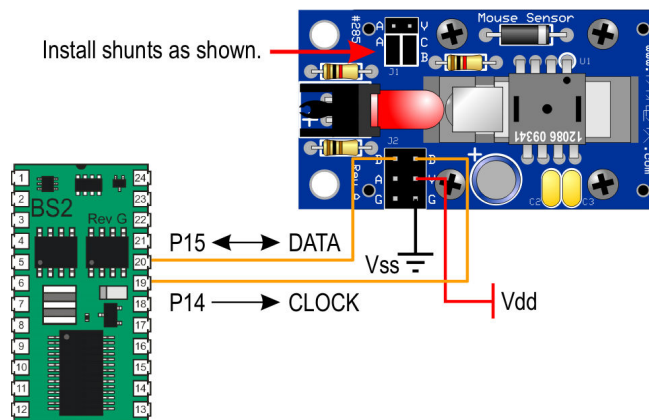 Install shunts as shown.
#285
Mouse Sensor
A V
A C
B
J1
U1
12086 09341
J2
B B
A V
G G
C2 C3
BS2
Rev G
1 24
2 23
3 22
4 21
5 20
6 19
7 18
8 17
9 16
10 15
11 14
12 13
P15 DATA
P14 CLOCK
Vss
Vdd